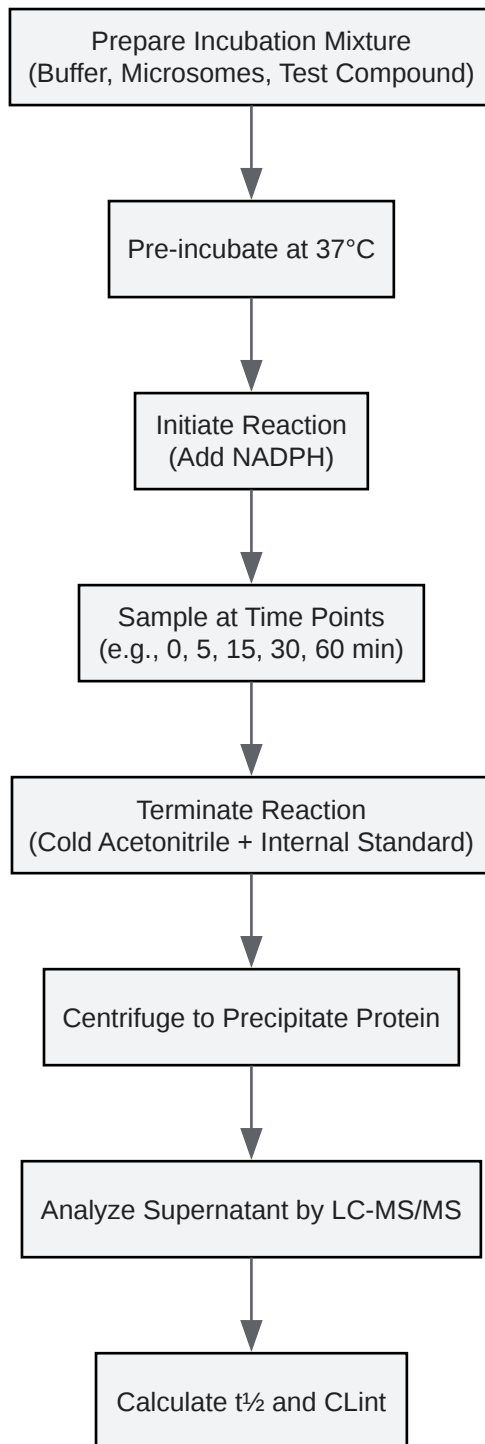 Prepare Incubation Mixture
(Buffer, Microsomes, Test Compound)
Pre-incubate at 37°C
Initiate Reaction
(Add NADPH)
Sample at Time Points
(e.g., 0, 5, 15, 30, 60 min)
Terminate Reaction
(Cold Acetonitrile + Internal Standard)
Centrifuge to Precipitate Protein
Analyze Supernatant by LC-MS/MS
Calculate t½ and CLint